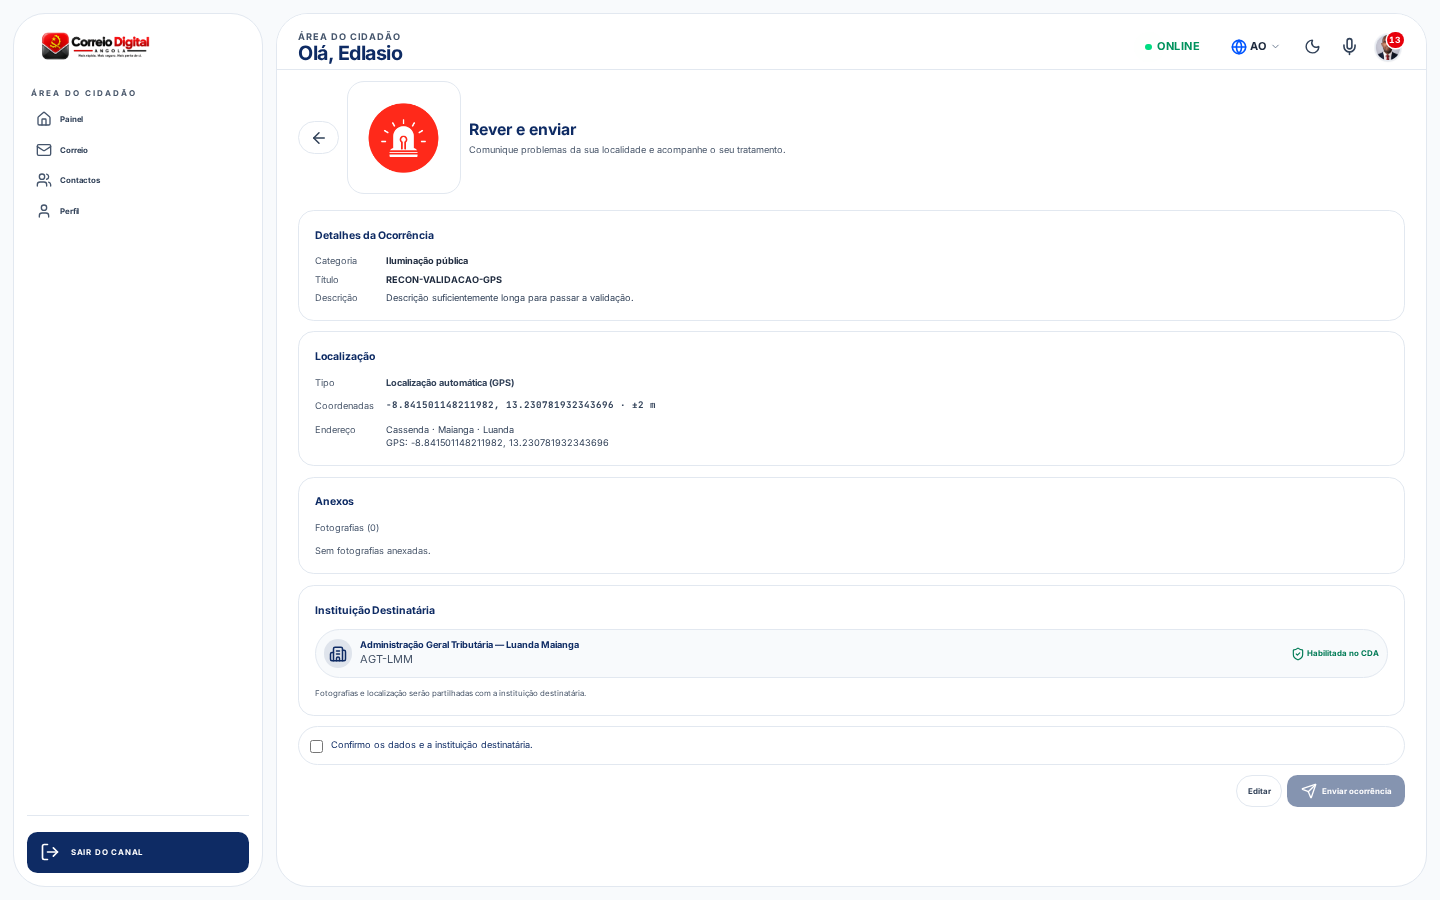 Correio Digital
ANGOLA
ÁREA DO CIDADÃO
Painel
Correio
Contactos
Perfil
SAIR DO CANAL
ÁREA DO CIDADÃO
Olá, Edlasio
ONLINE
AO
13
Rever e enviar
Comunique problemas da sua localidade e acompanhe o seu tratamento.
Detalhes da Ocorrência
Categoria Iluminação pública
Título RECON-VALIDACAO-GPS
Descrição Descrição suficientemente longa para passar a validação.
Localização
Tipo Localização automática (GPS)
Coordenadas -8.841501148211982, 13.230781932343696 · ±2 m
Endereço Cassenda · Maianga · Luanda
GPS: -8.841501148211982, 13.230781932343696
Anexos
Fotografias (0)
Sem fotografias anexadas.
Instituição Destinatária
Administração Geral Tributária — Luanda Maianga
AGT-LMM
Habilitada no CDA
Fotografias e localização serão partilhadas com a instituição destinatária.
Confirmo os dados e a instituição destinatária.
Editar
Enviar ocorrência